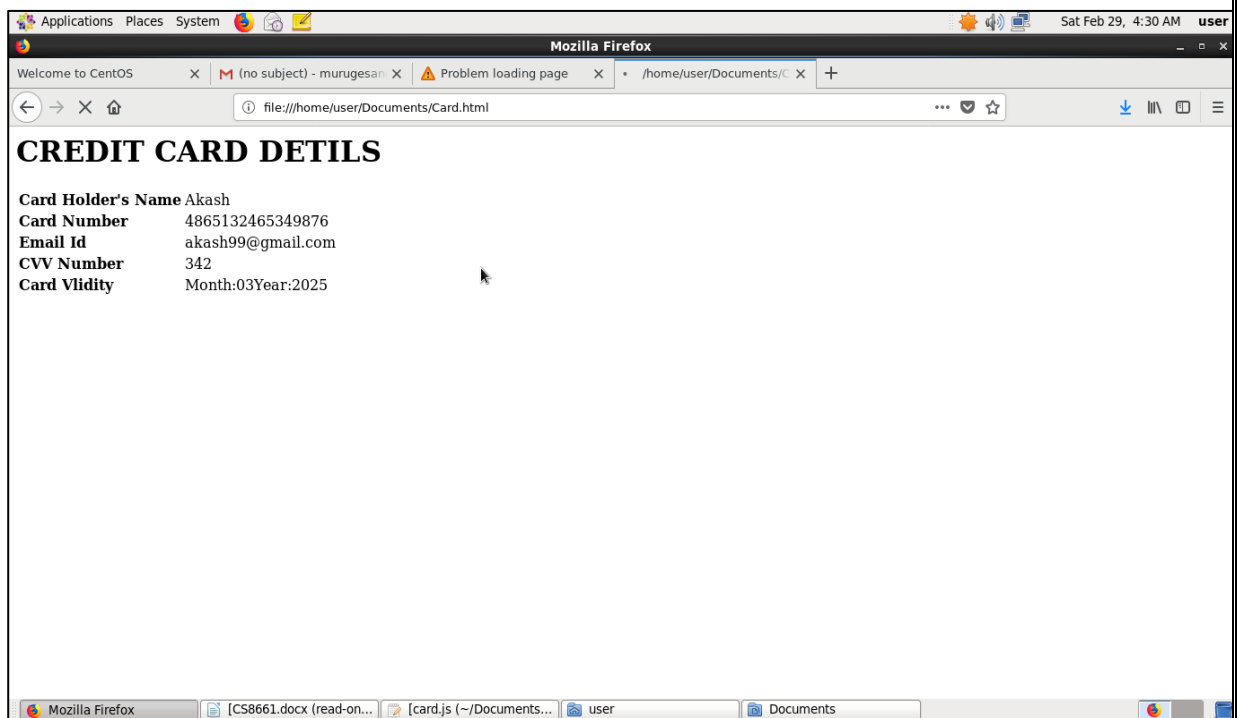 Applications Places System Sat Feb 29, 4:30 AM user
Mozilla Firefox
Welcome to CentOS (no subject) - murugesan Problem loading page /home/user/Documents/C
file:///home/user/Documents/Card.html
CREDIT CARD DETILS
Card Holder's Name Akash
Card Number 4865132465349876
Email Id akash99@gmail.com
CVV Number 342
Card Vlidity Month:03Year:2025
Mozilla Firefox [CS8661.docx (read-on... [card.js (~/Documents... user Documents